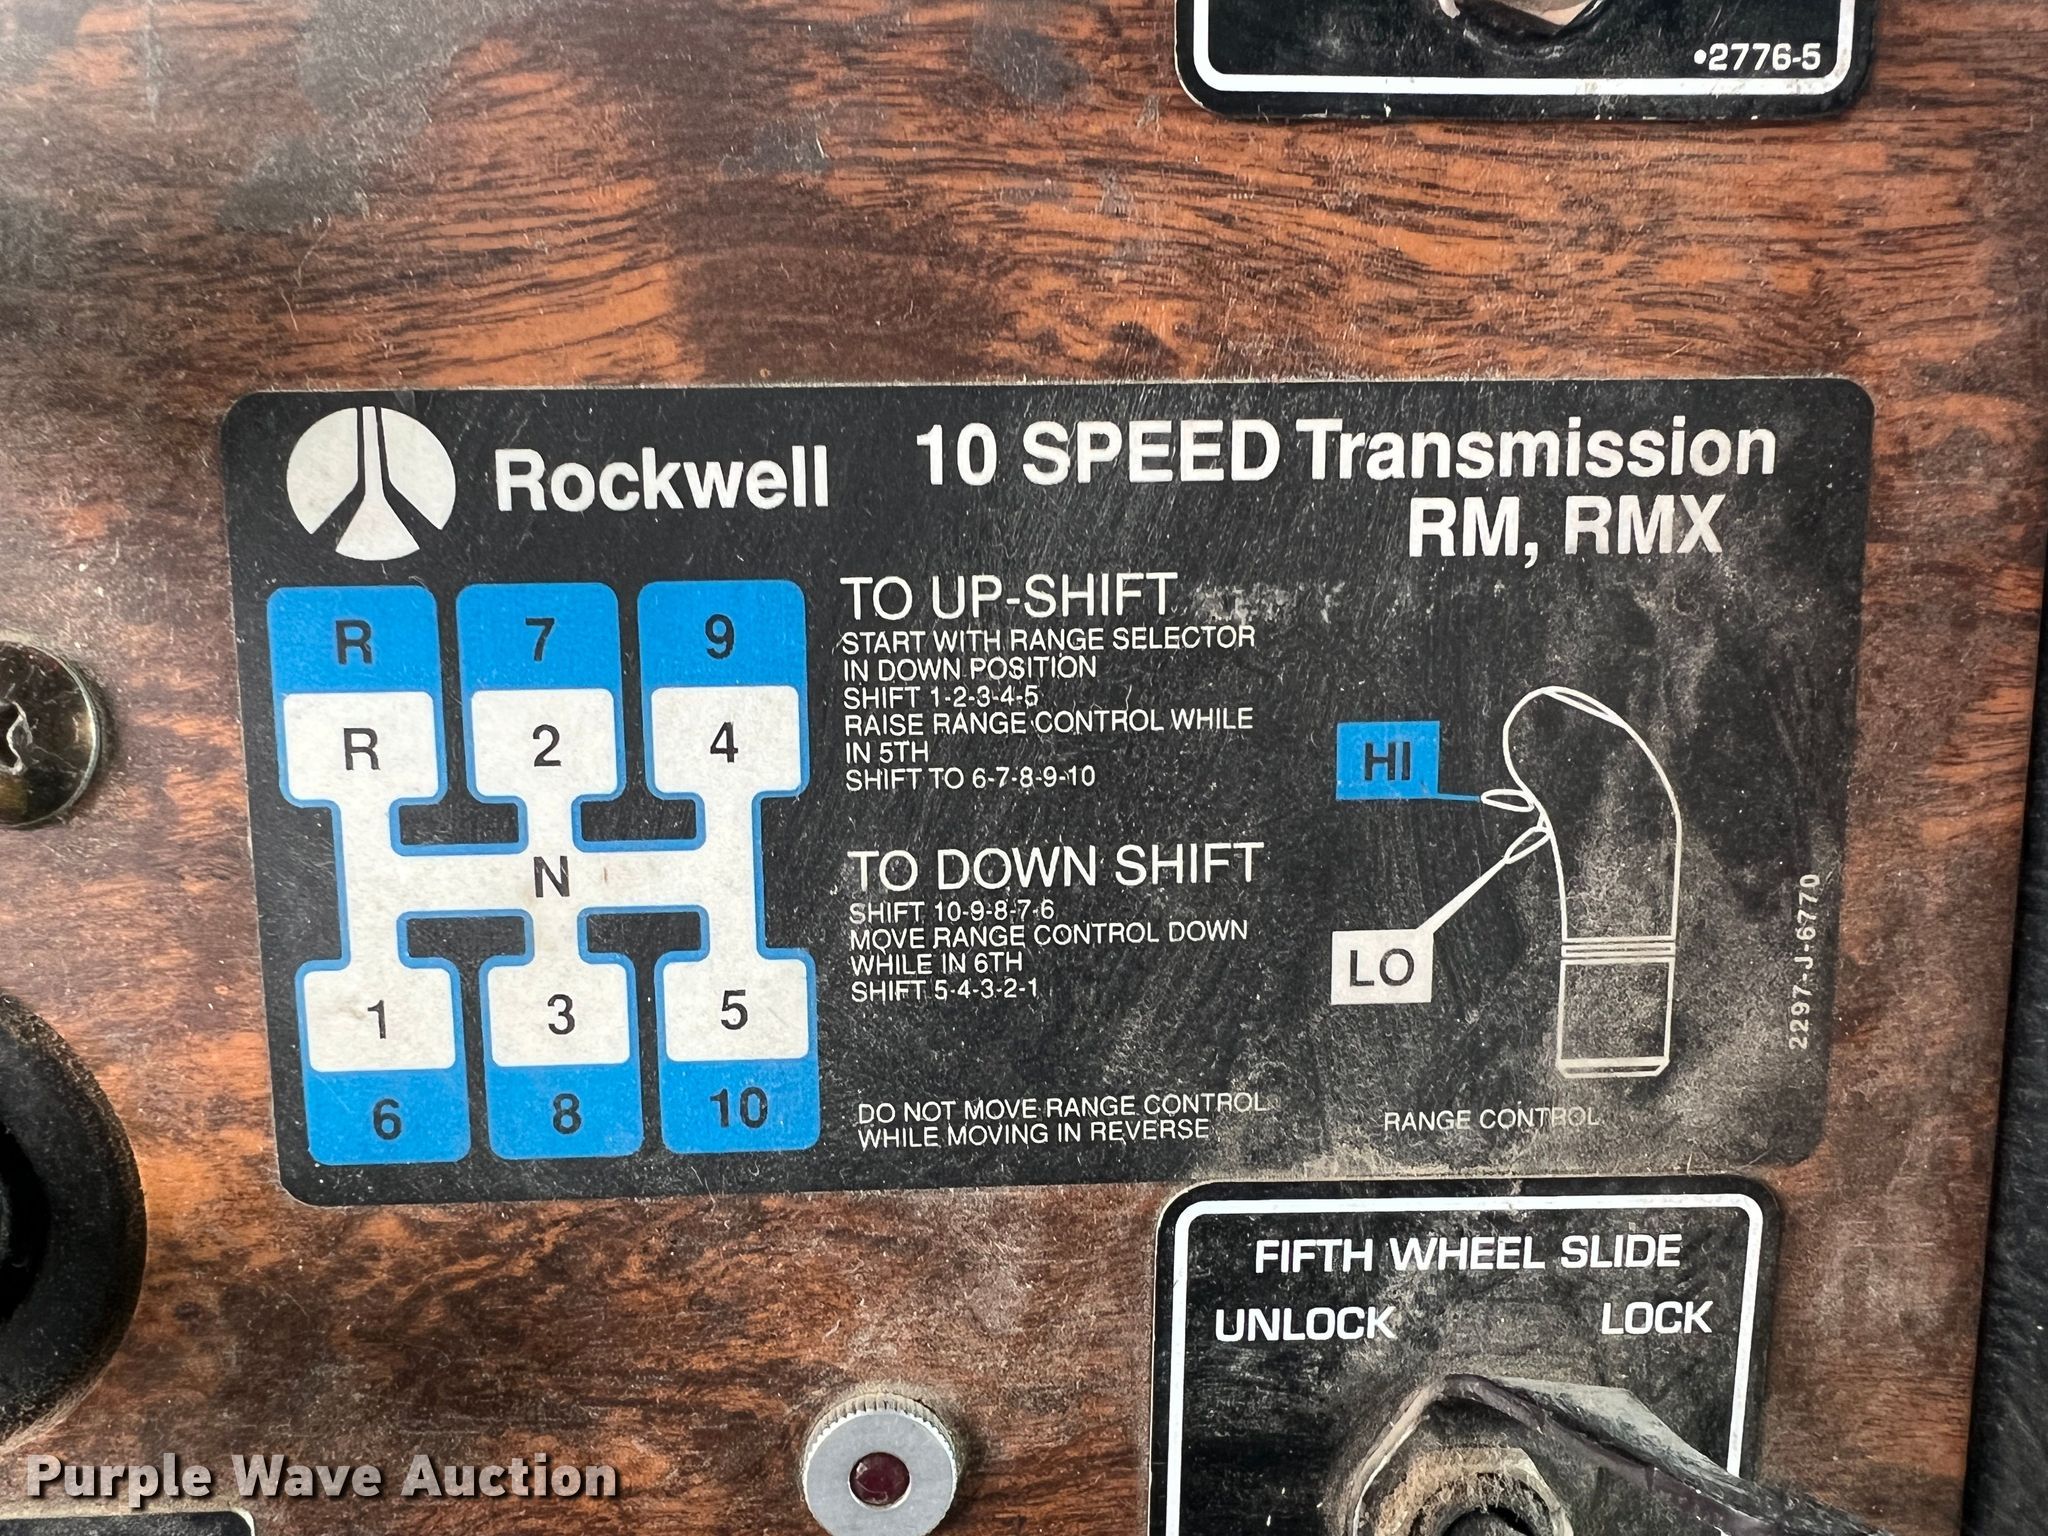 •2776-5
Rockwell
10 SPEED Transmission
RM, RMX
R 7 9
R 2 4
N
1 3 5
6 8 10
TO UP-SHIFT
START WITH RANGE SELECTOR
IN DOWN POSITION
SHIFT 1-2-3-4-5
RAISE RANGE CONTROL WHILE
IN 5TH
SHIFT TO 6-7-8-9-10
TO DOWN SHIFT
SHIFT 10-9-8-7-6
MOVE RANGE CONTROL DOWN
WHILE IN 6TH
SHIFT 5-4-3-2-1
DO NOT MOVE RANGE CONTROL
WHILE MOVING IN REVERSE
HI
LO
RANGE CONTROL
2297-J-6770
FIFTH WHEEL SLIDE
UNLOCK LOCK
Purple Wave Auction